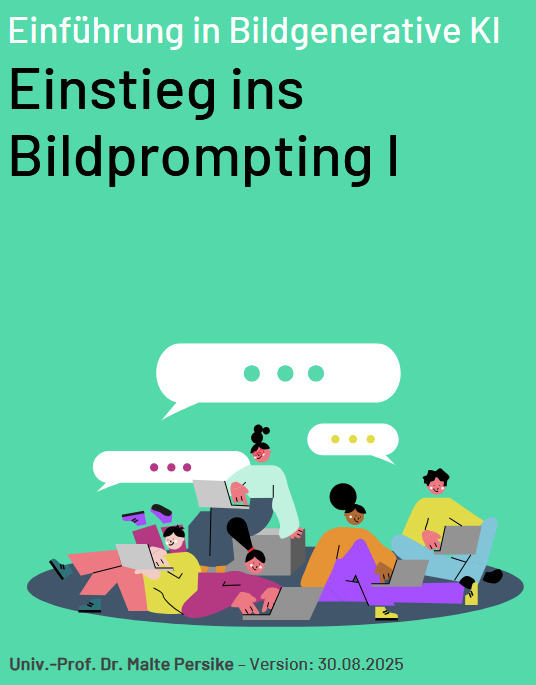 Einführung in Bildgenerative KI
Einstieg ins
Bildprompting I
Univ.-Prof. Dr. Malte Persike – Version: 30.08.2025